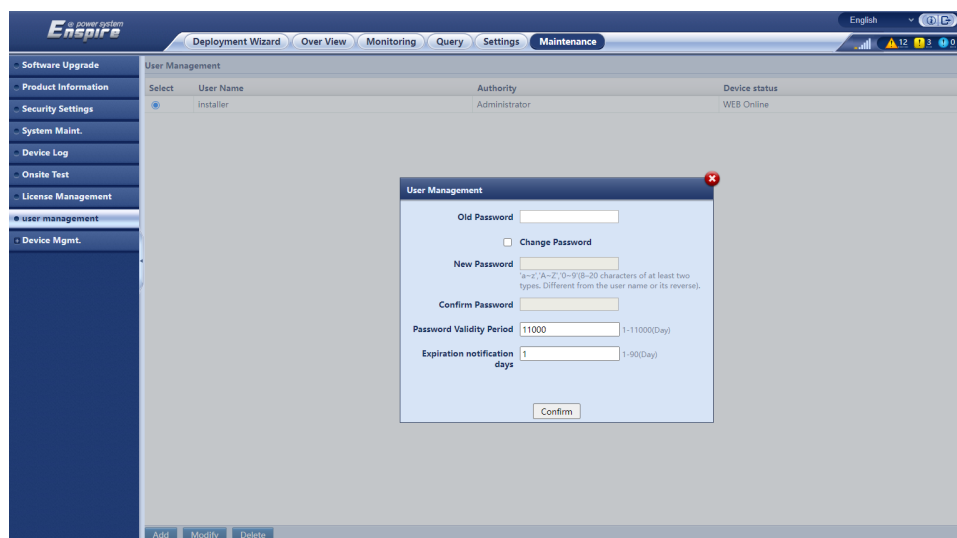 @ power system
Enspire
English
Deployment Wizard Over View Monitoring Query Settings Maintenance
12 3 0
Software Upgrade
Product Information
Security Settings
System Maint.
Device Log
Onsite Test
License Management
user management
Device Mgmt.
User Management
Select User Name Authority Device status
installer Administrator WEB Online
User Management
Old Password
Change Password
New Password
'a~z','A~Z','0~9'(8-20 characters of at least two
types. Different from the user name or its reverse).
Confirm Password
Password Validity Period 11000 1-11000(Day)
Expiration notification 1 1-90(Day)
days
Confirm
Add Modify Delete